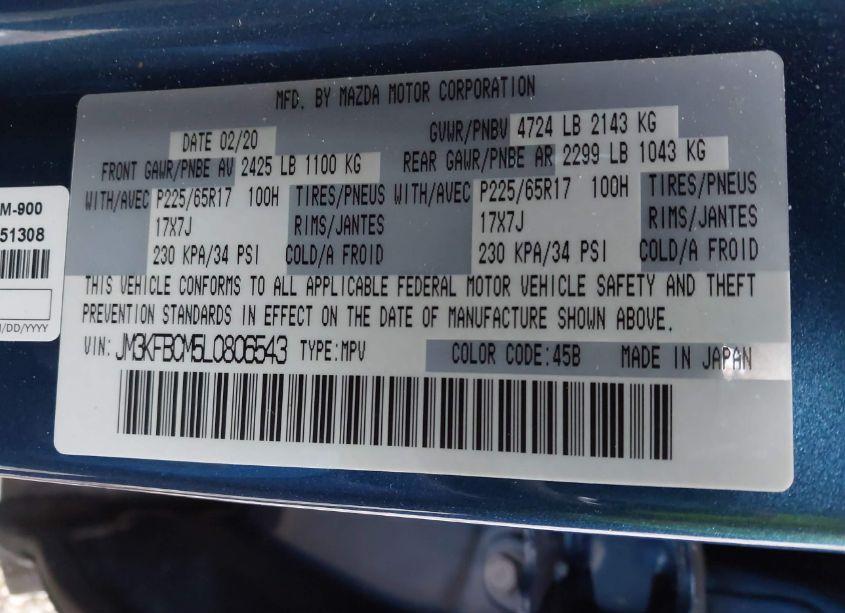 MFD. BY MAZDA MOTOR CORPORATION
DATE 02/20 GVWR/PNBV 4724 LB 2143 KG
FRONT GAWR/PNBE AV 2425 LB 1100 KG REAR GAWR/PNBE AR 2299 LB 1043 KG
WITH/AVEC P225/65R17 100H TIRES/PNEUS WITH/AVEC P225/65R17 100H TIRES/PNEUS
17X7J RIMS/JANTES 17X7J RIMS/JANTES
230 KPA/34 PSI COLD/A FROID 230 KPA/34 PSI COLD/A FROID
THIS VEHICLE CONFORMS TO ALL APPLICABLE FEDERAL MOTOR VEHICLE SAFETY AND THEFT
PREVENTION STANDARDS IN EFFECT ON THE DATE OF MANUFACTURE SHOWN ABOVE.
VIN: JM3KFBCM5L0806543 TYPE:MPV COLOR CODE:45B MADE IN JAPAN
M-900
51308
/DD/YYYY